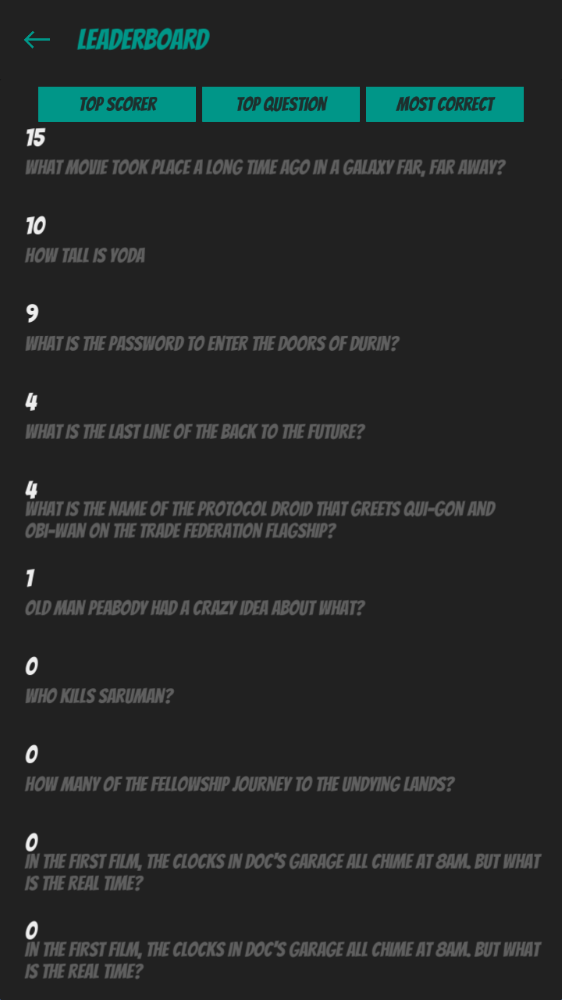 LEADERBOARD
TOP SCORER TOP QUESTION MOST CORRECT
15
WHAT MOVIE TOOK PLACE A LONG TIME AGO IN A GALAXY FAR, FAR AWAY?
10
HOW TALL IS YODA
9
WHAT IS THE PASSWORD TO ENTER THE DOORS OF DURIN?
4
WHAT IS THE LAST LINE OF THE BACK TO THE FUTURE?
4
WHAT IS THE NAME OF THE PROTOCOL DROID THAT GREETS QUI-GON AND
OBI-WAN ON THE TRADE FEDERATION FLAGSHIP?
1
OLD MAN PEABODY HAD A CRAZY IDEA ABOUT WHAT?
0
WHO KILLS SARUMAN?
0
HOW MANY OF THE FELLOWSHIP JOURNEY TO THE UNDYING LANDS?
0
IN THE FIRST FILM, THE CLOCKS IN DOC'S GARAGE ALL CHIME AT 8AM. BUT WHAT
IS THE REAL TIME?
0
IN THE FIRST FILM, THE CLOCKS IN DOC'S GARAGE ALL CHIME AT 8AM. BUT WHAT
IS THE REAL TIME?